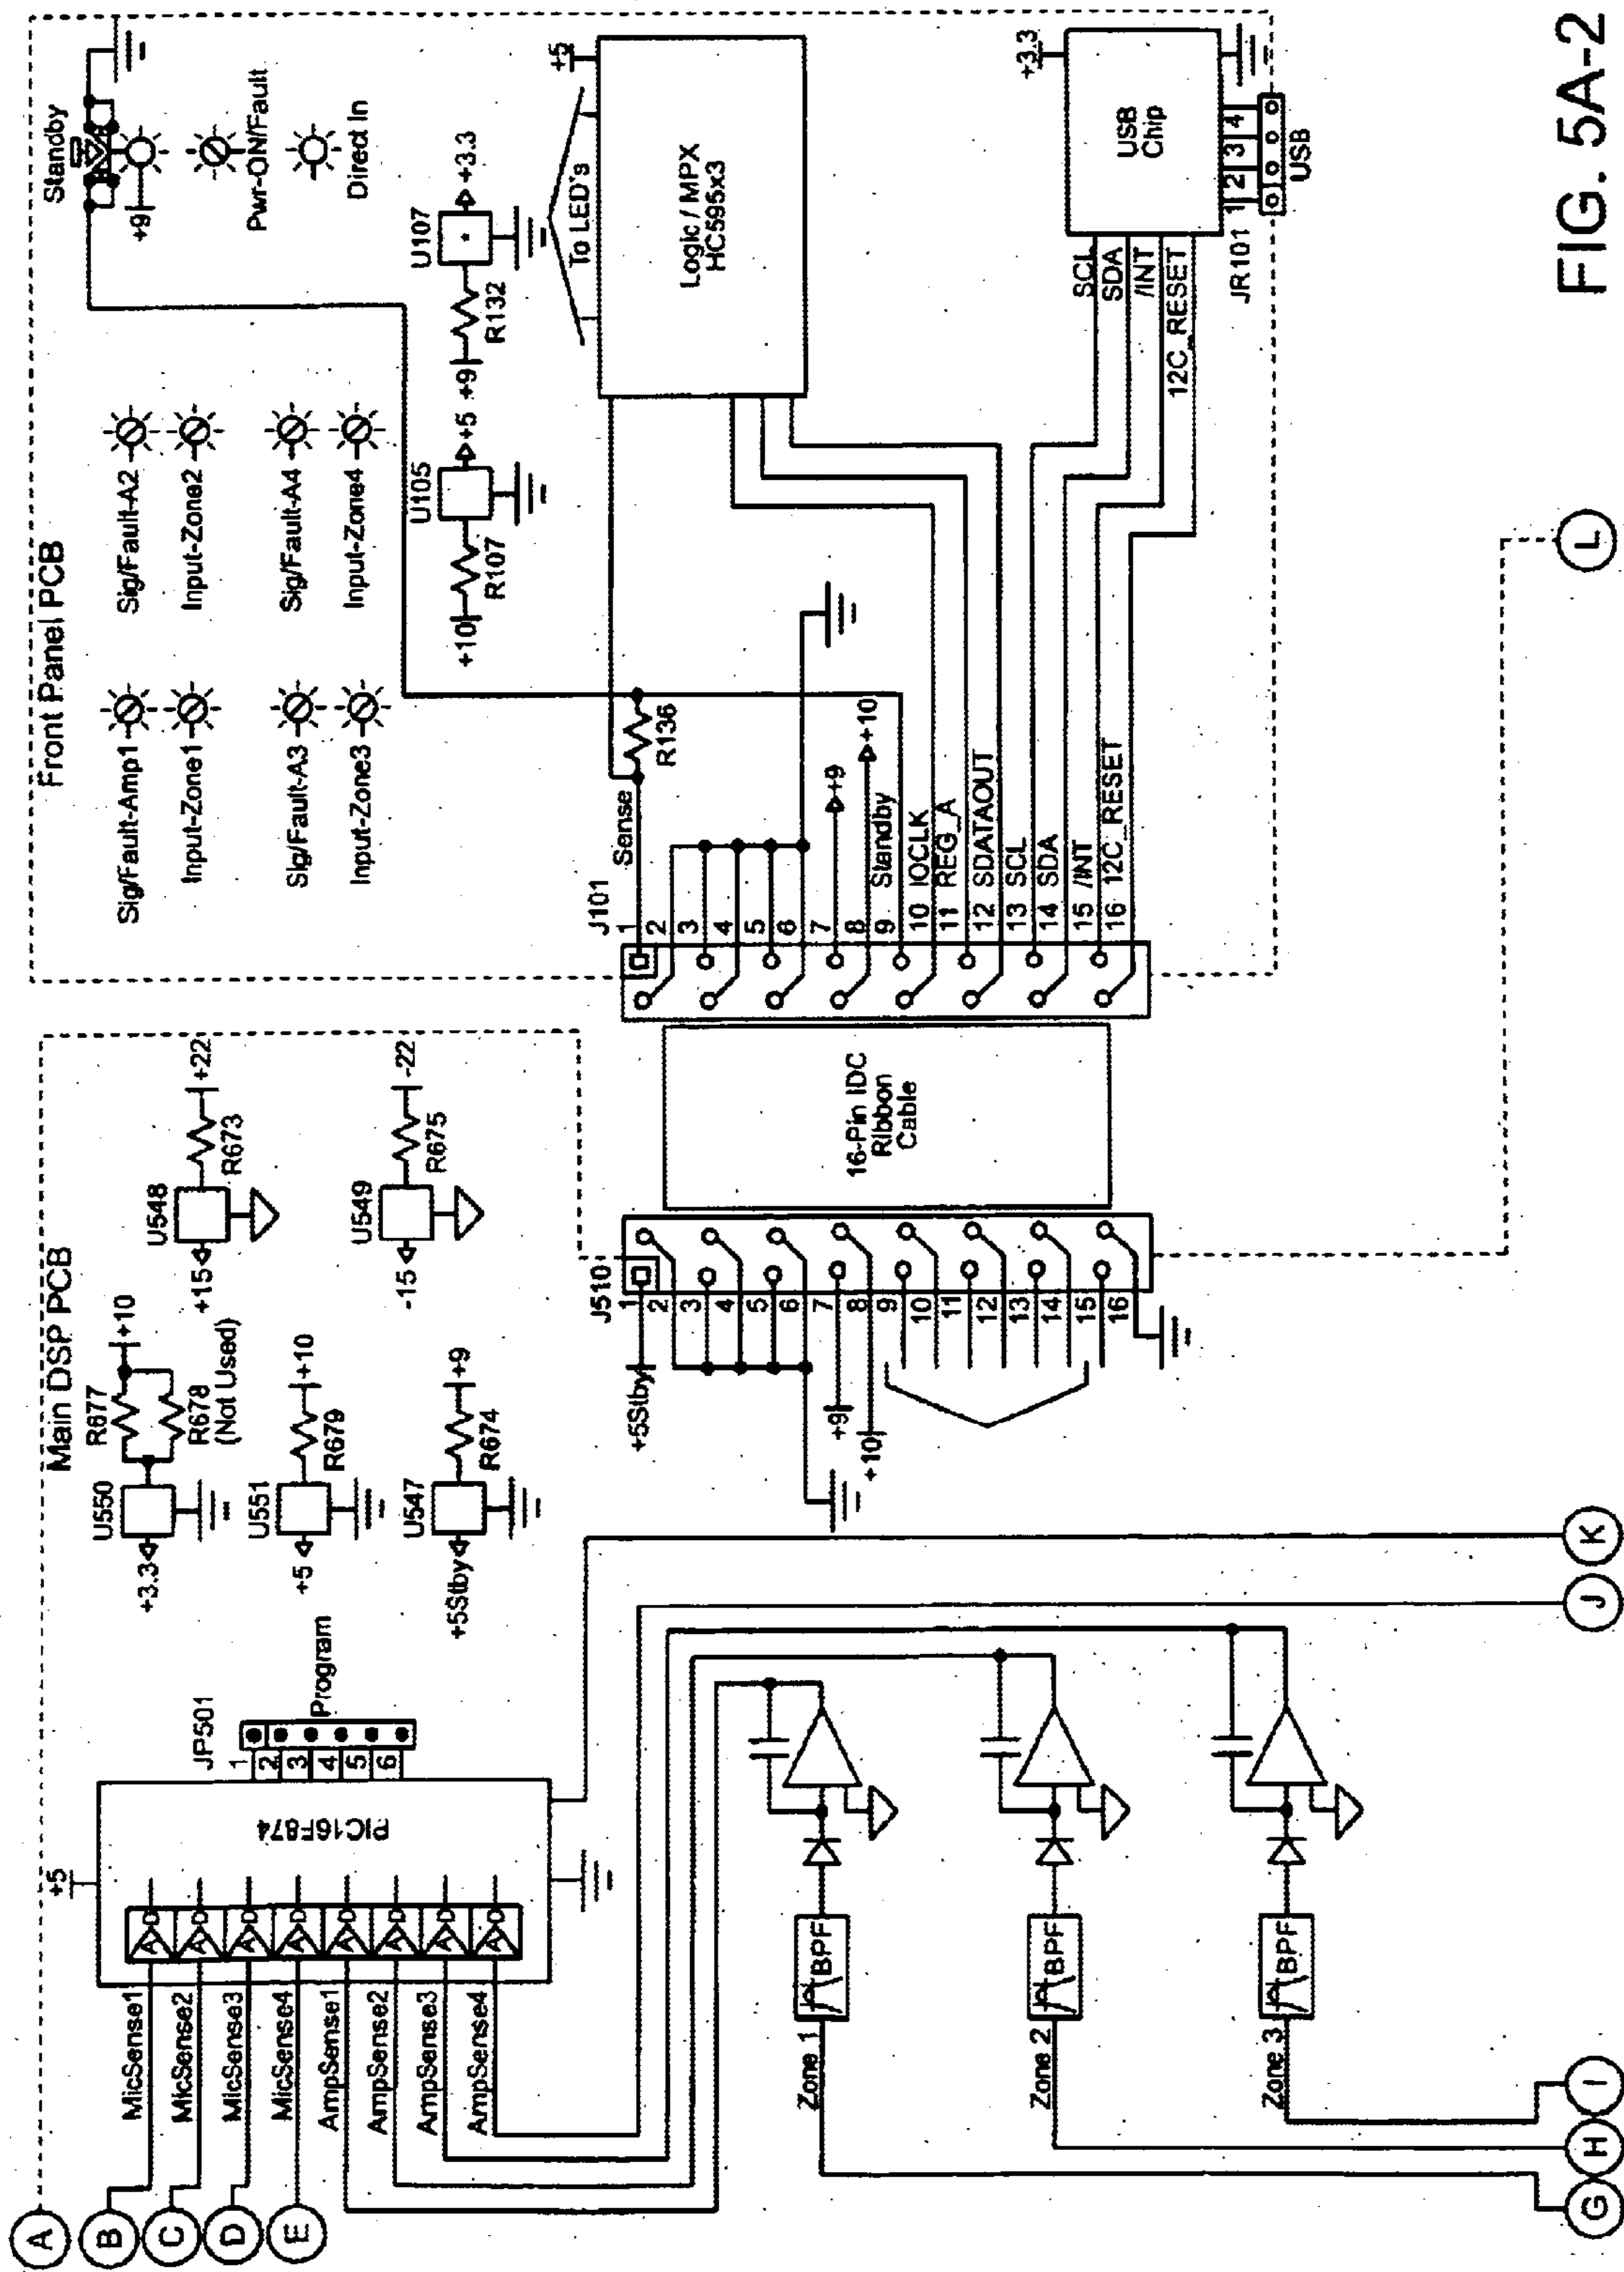 A
B
C
D
E
MicSense1
MicSense2
MicSense3
MicSense4
AmpSense1
AmpSense2
AmpSense3
AmpSense4
+5
A D
A D
A D
A D
A D
A D
A D
A D
PIC16F874
JP501
1
2
3
4
5
6
Program
Main DSP PCB
+3.3
U550
R677
R678
(Not Used)
+10
+5
U551
R679
+10
+5Stby
U547
R674
+9
+15
U548
R673
+22
-15
U549
R675
-22
Zone 1
BPF
Zone 2
BPF
Zone 3
BPF
G
H
I
J
K
L
J510
+5Stby
+9
+10
1
2
3
4
5
6
7
8
9
10
11
12
13
14
15
16
16-Pin IDC
Ribbon
Cable
Front Panel PCB
Sig/Fault-Amp1
Input-Zone1
Sig/Fault-A3
Input-Zone3
Sig/Fault-A2
Input-Zone2
Sig/Fault-A4
Input-Zone4
Standby
+9
Pwr-ON/Fault
Direct In
+10
R107
U105
+5
+9
R132
U107
*
+3.3
J101
1 Sense
2
3
4
5
6
7
8
9 Standby
10 IOCLK
11 REG_A
12 SDATAOUT
13 SCL
14 SDA
15 /INT
16 12C_RESET
+9
+10
R136
To LED's
+5
Logic / MPX
HC595x3
SCL
SDA
/INT
12C_RESET
+3.3
USB
Chip
JR101
1 2 3 4
USB
FIG. 5A-2